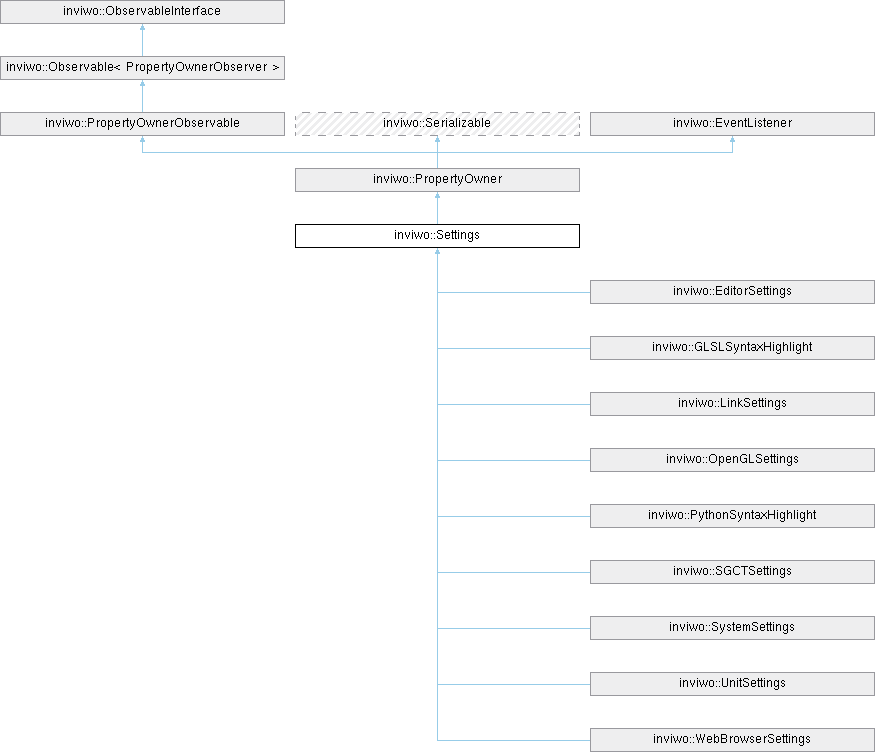 inviwo::ObservableInterface
inviwo::Observable< PropertyOwnerObserver >
inviwo::PropertyOwnerObservable
inviwo::Serializable
inviwo::EventListener
inviwo::PropertyOwner
inviwo::Settings
inviwo::EditorSettings
inviwo::GLSLSyntaxHighlight
inviwo::LinkSettings
inviwo::OpenGLSettings
inviwo::PythonSyntaxHighlight
inviwo::SGCTSettings
inviwo::SystemSettings
inviwo::UnitSettings
inviwo::WebBrowserSettings